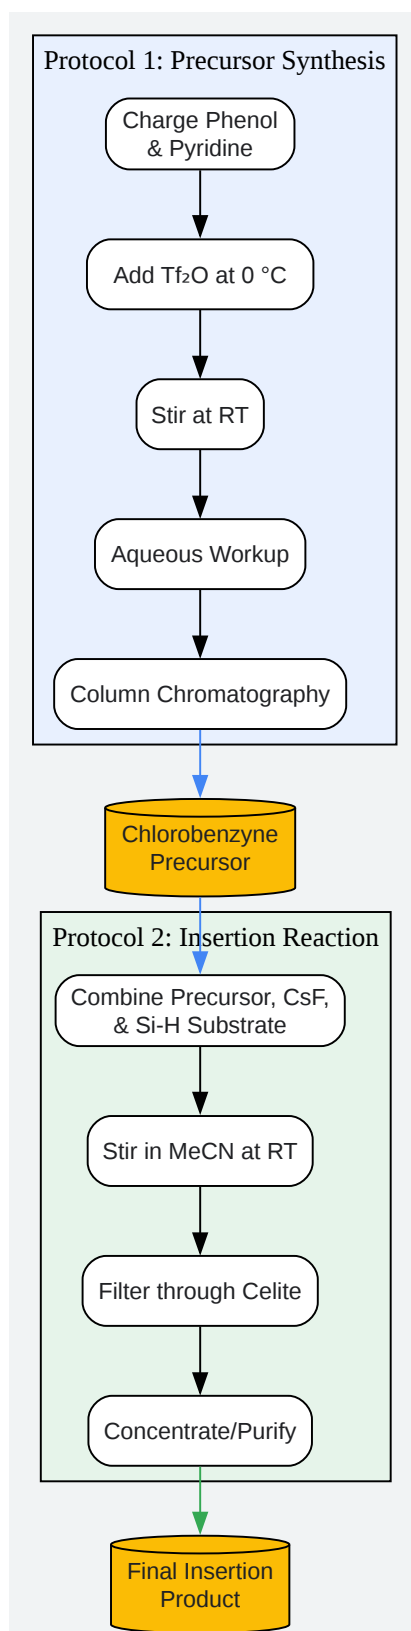 Protocol 1: Precursor Synthesis
Charge Phenol
& Pyridine
Add Tf₂O at 0 °C
Stir at RT
Aqueous Workup
Column Chromatography
Chlorobenzyne
Precursor
Protocol 2: Insertion Reaction
Combine Precursor, CsF,
& Si-H Substrate
Stir in MeCN at RT
Filter through Celite
Concentrate/Purify
Final Insertion
Product